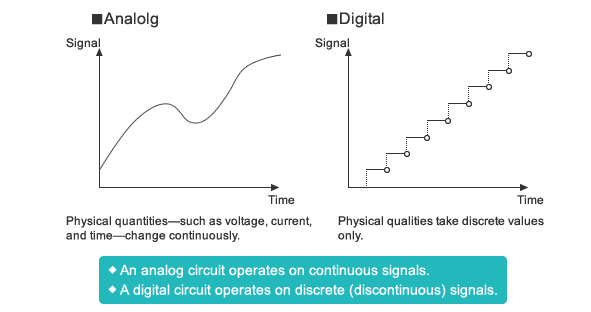 ■Analolg
Signal
Time
Physical quantities—such as voltage, current,
and time—change continuously.
■Digital
Signal
Time
Physical qualities take discrete values
only.
◆ An analog circuit operates on continuous signals.
◆ A digital circuit operates on discrete (discontinuous) signals.